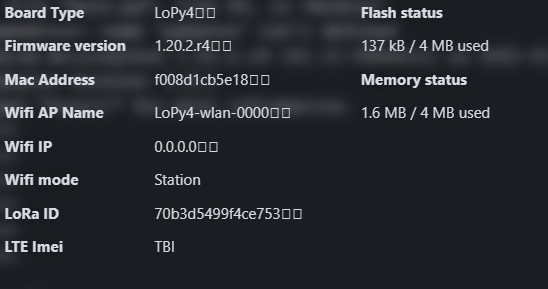 Board Type LoPy4□□ Flash status
Firmware version 1.20.2.r4□□ 137 kB / 4 MB used
Mac Address f008d1cb5e18□□ Memory status
Wifi AP Name LoPy4-wlan-0000□□ 1.6 MB / 4 MB used
Wifi IP 0.0.0.0□□
Wifi mode Station
LoRa ID 70b3d5499f4ce753□□
LTE Imei TBI